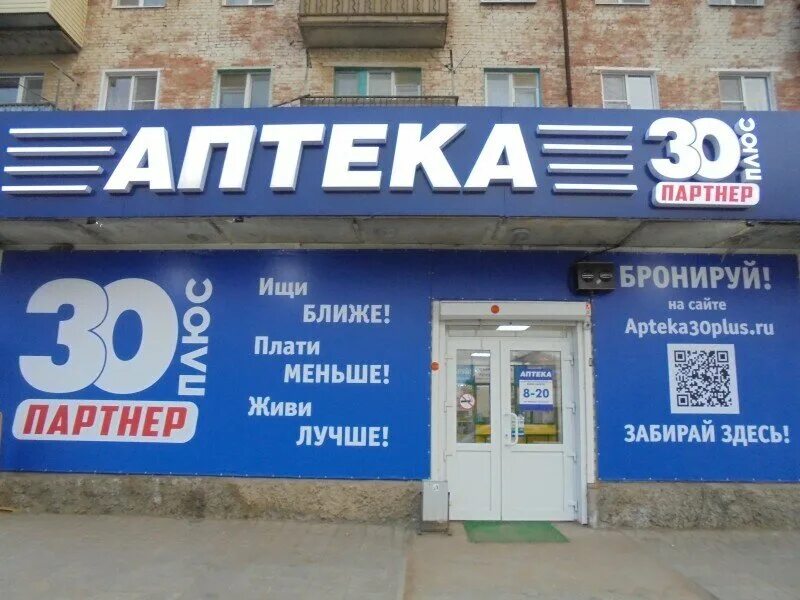 АПТЕКА
30 ПЛЮС
ПАРТНЕР
30 ПЛЮС
ПАРТНЕР
Ищи
БЛИЖЕ!
Плати
МЕНЬШЕ!
Живи
ЛУЧШЕ!
АПТЕКА
8-20
БРОНИРУЙ!
на сайте
Apteka30plus.ru
ЗАБИРАЙ ЗДЕСЬ!